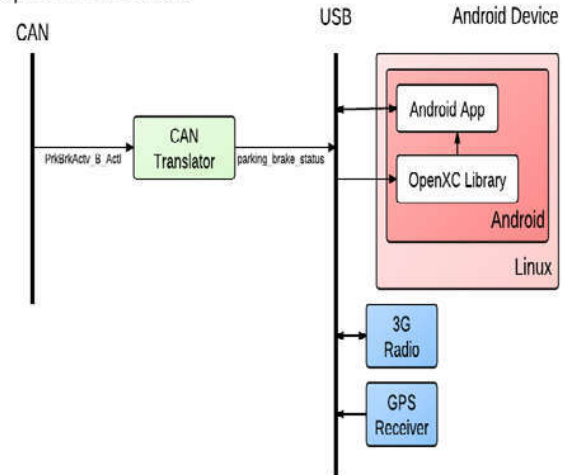 CAN
USB
Android Device
CAN
Translator
PrkBrkActv_B_Actl
parking_brake_status
Android App
OpenXC Library
Android
Linux
3G
Radio
GPS
Receiver